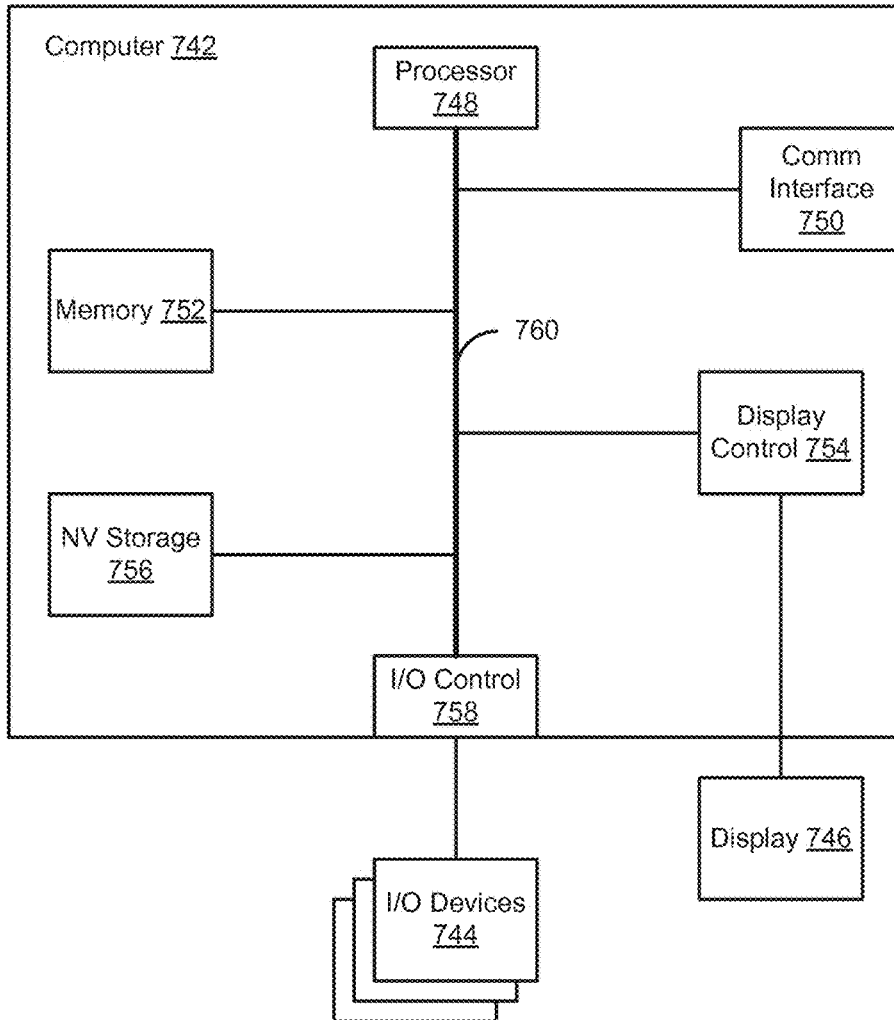 Computer 742
Processor
748
Comm
Interface
750
Memory 752
760
Display
Control 754
NV Storage
756
I/O Control
758
Display 746
I/O Devices
744